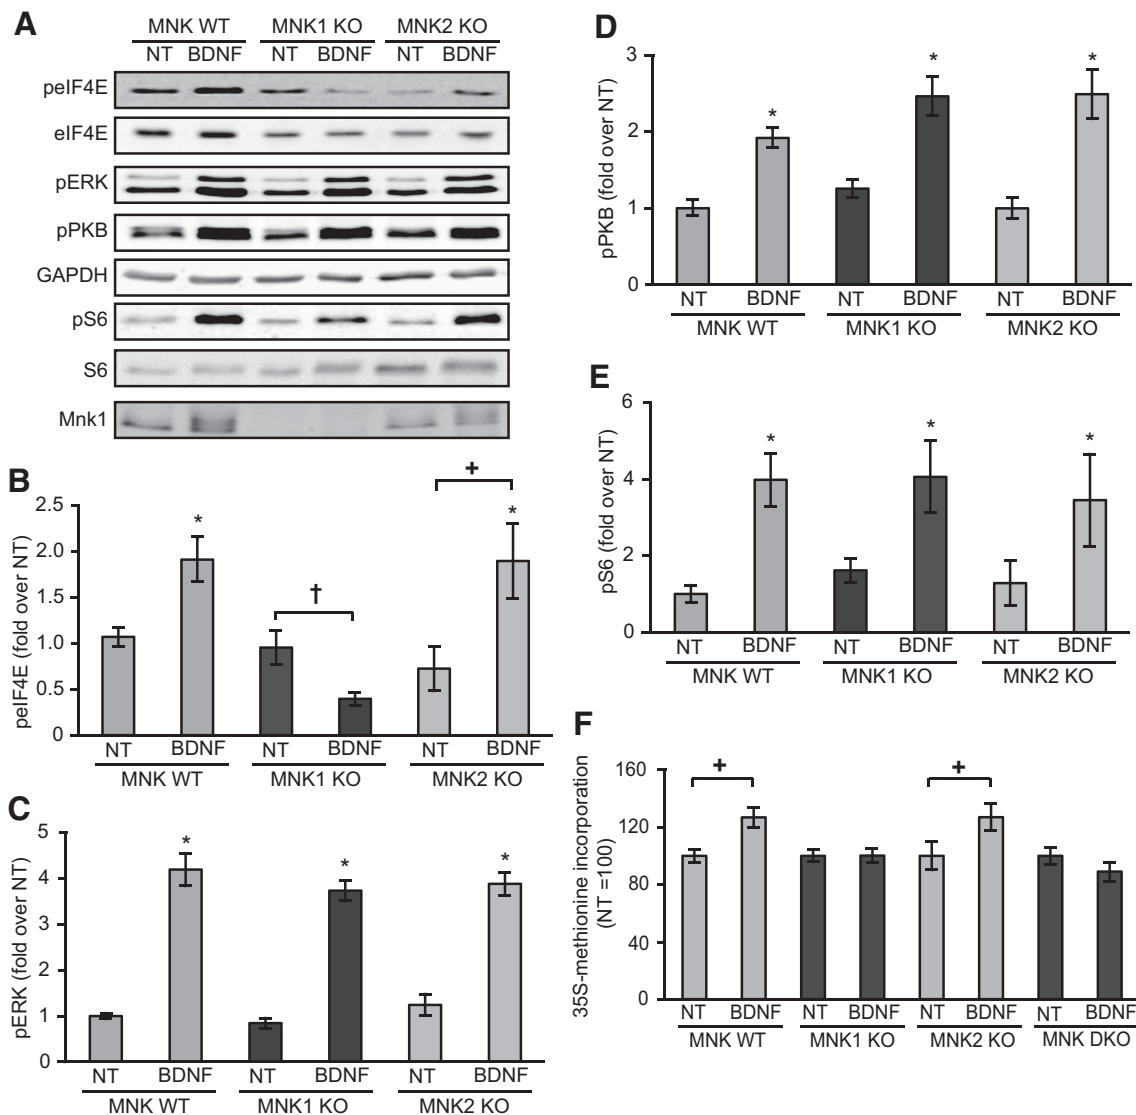 A
MNK WT MNK1 KO MNK2 KO
NT BDNF NT BDNF NT BDNF
peIF4E
eIF4E
pERK
pPKB
GAPDH
pS6
S6
Mnk1
B
peIF4E (fold over NT)
2.5
2.0
1.5
1.0
0.5
0
*
†
+
*
NT BDNF NT BDNF NT BDNF
MNK WT MNK1 KO MNK2 KO
C
pERK (fold over NT)
5
4
3
2
1
0
* * *
NT BDNF NT BDNF NT BDNF
MNK WT MNK1 KO MNK2 KO
D
pPKB (fold over NT)
3
2
1
0
* * *
NT BDNF NT BDNF NT BDNF
MNK WT MNK1 KO MNK2 KO
E
pS6 (fold over NT)
6
4
2
0
* * *
NT BDNF NT BDNF NT BDNF
MNK WT MNK1 KO MNK2 KO
F
35S-methionine incorporation
(NT =100)
160
120
80
40
0
+ +
NT BDNF NT BDNF NT BDNF NT BDNF
MNK WT MNK1 KO MNK2 KO MNK DKO